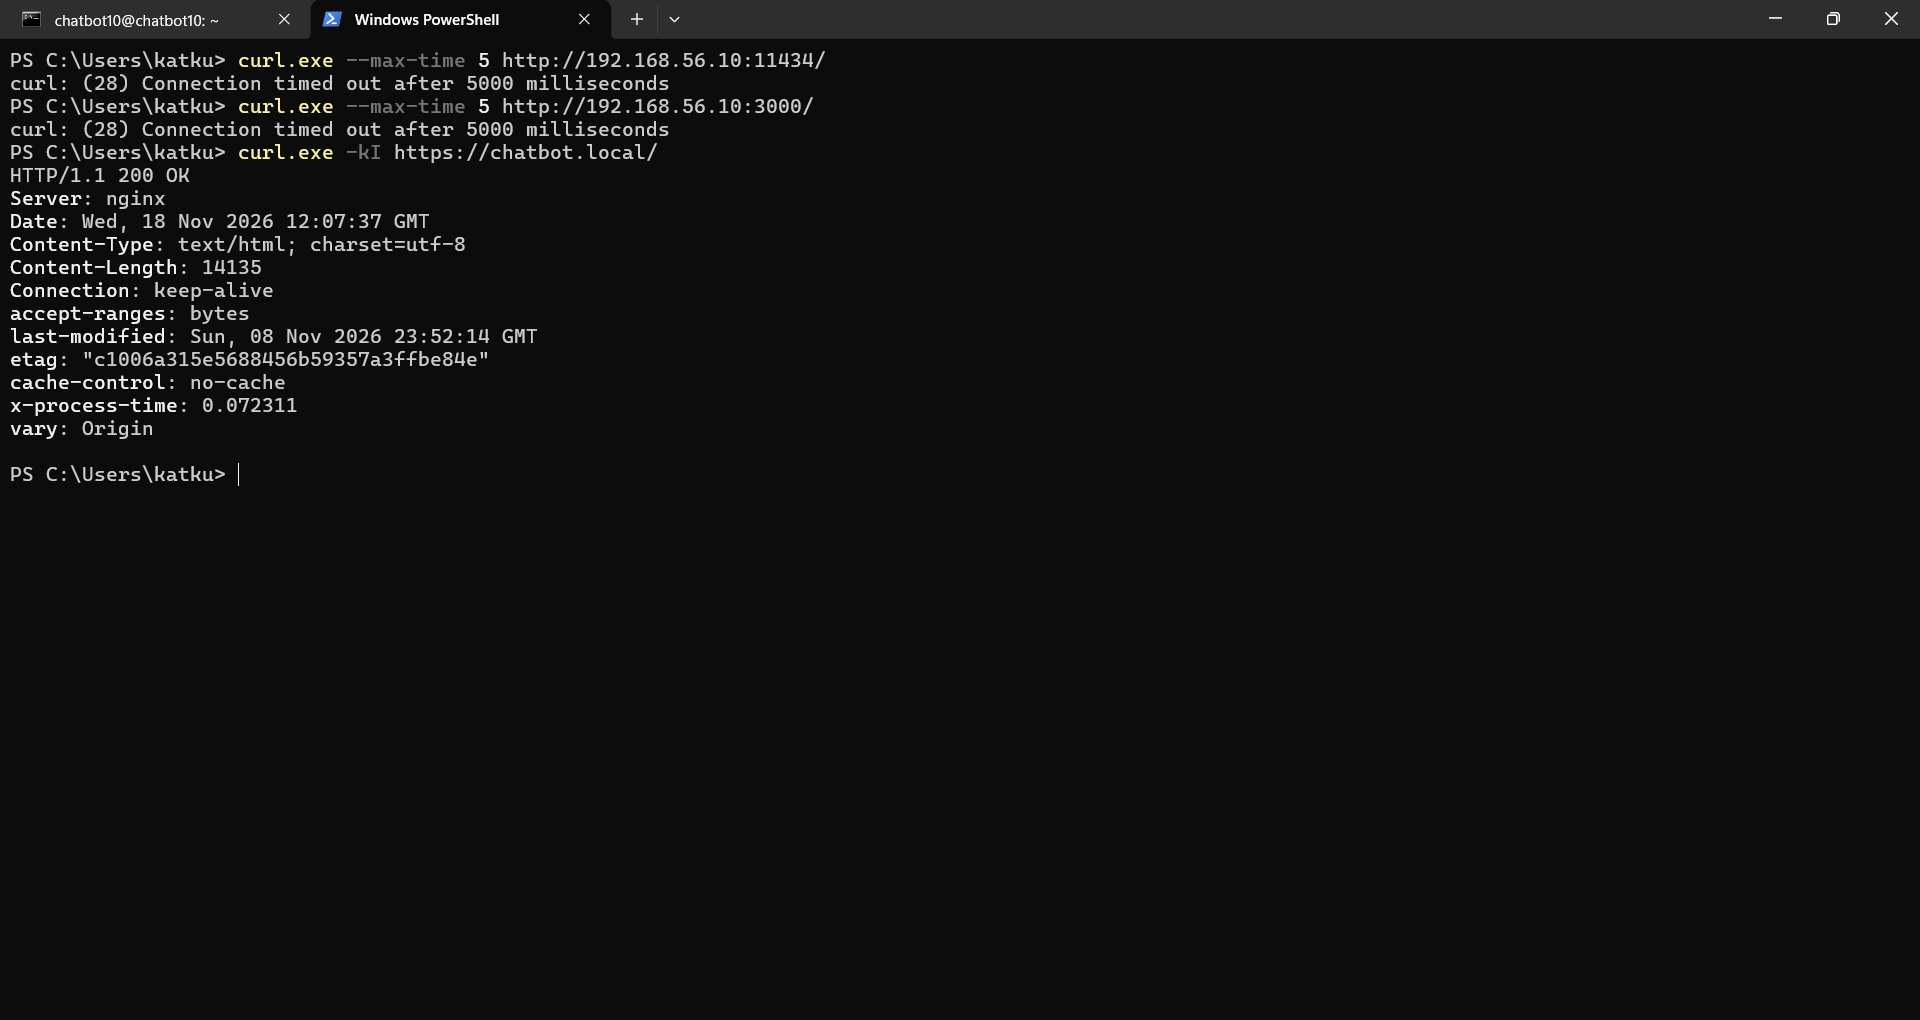 chatbot10@chatbot10: ~
Windows PowerShell
PS C:\Users\katku> curl.exe --max-time 5 http://192.168.56.10:11434/
curl: (28) Connection timed out after 5000 milliseconds
PS C:\Users\katku> curl.exe --max-time 5 http://192.168.56.10:3000/
curl: (28) Connection timed out after 5000 milliseconds
PS C:\Users\katku> curl.exe -kI https://chatbot.local/
HTTP/1.1 200 OK
Server: nginx
Date: Wed, 18 Nov 2026 12:07:37 GMT
Content-Type: text/html; charset=utf-8
Content-Length: 14135
Connection: keep-alive
accept-ranges: bytes
last-modified: Sun, 08 Nov 2026 23:52:14 GMT
etag: "c1006a315e5688456b59357a3ffbe84e"
cache-control: no-cache
x-process-time: 0.072311
vary: Origin
PS C:\Users\katku>